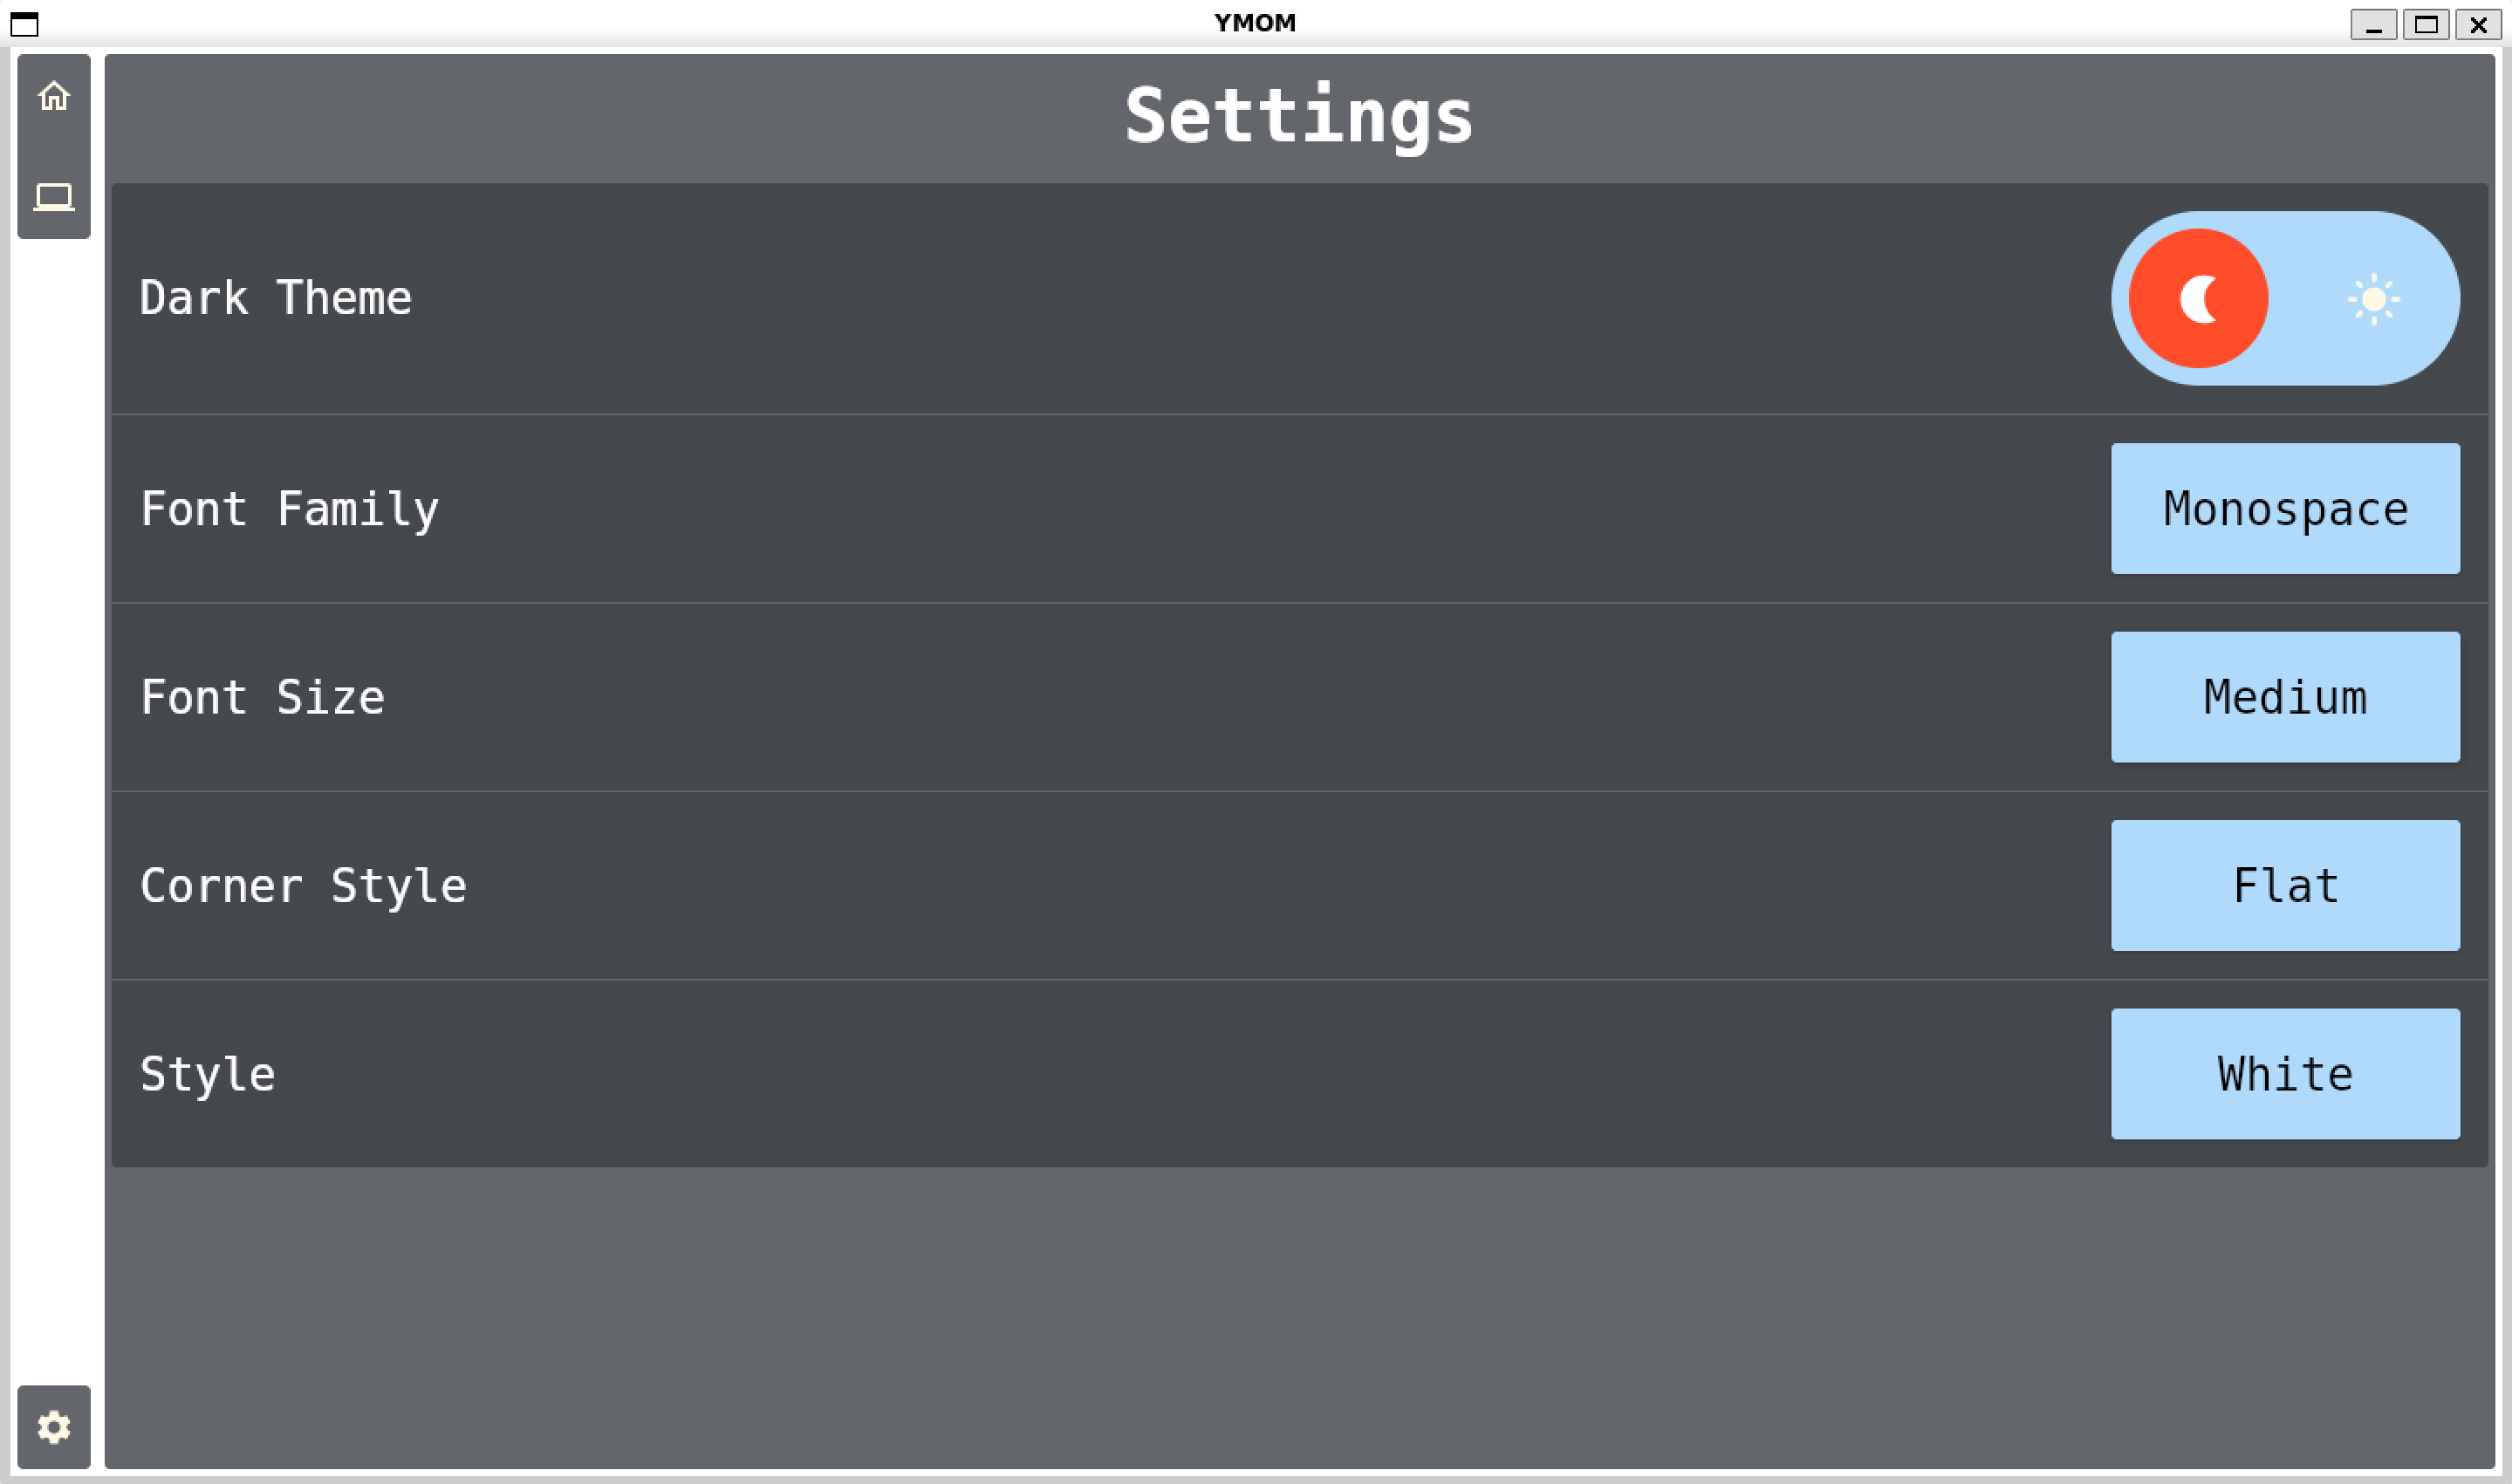 YMOM
Settings
Dark Theme
Font Family
Monospace
Font Size
Medium
Corner Style
Flat
Style
White